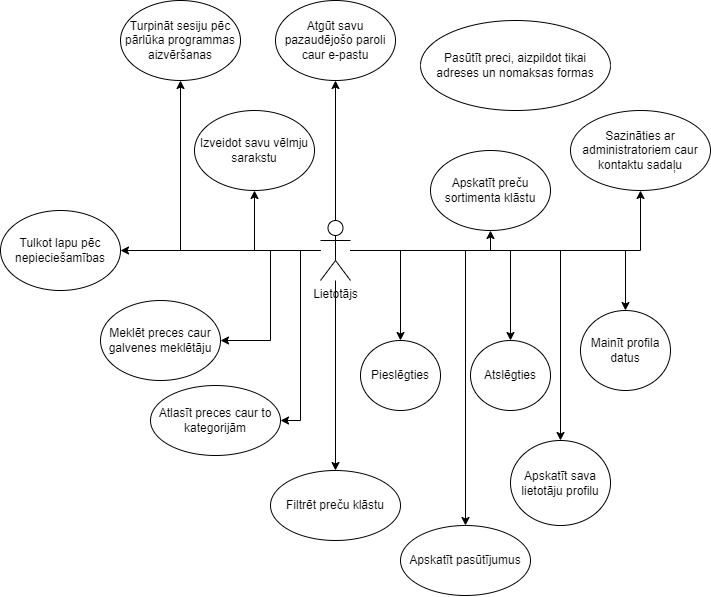 Turpināt sesiju pēc
pārlūka programmas
aizvēršanas
Atgūt savu
pazaudējošo paroli
caur e-pastu
Pasūtīt preci, aizpildot tikai
adreses un nomaksas formas
Izveidot savu vēlmju
sarakstu
Sazināties ar
administratoriem caur
kontaktu sadaļu
Apskatīt preču
sortimenta klāstu
Tulkot lapu pēc
nepieciešamības
Lietotājs
Meklēt preces caur
galvenes meklētāju
Mainīt profila
datus
Pieslēgties
Atslēgties
Atlasīt preces caur to
kategorijām
Apskatīt sava
lietotāju profilu
Filtrēt preču klāstu
Apskatīt pasūtījumus